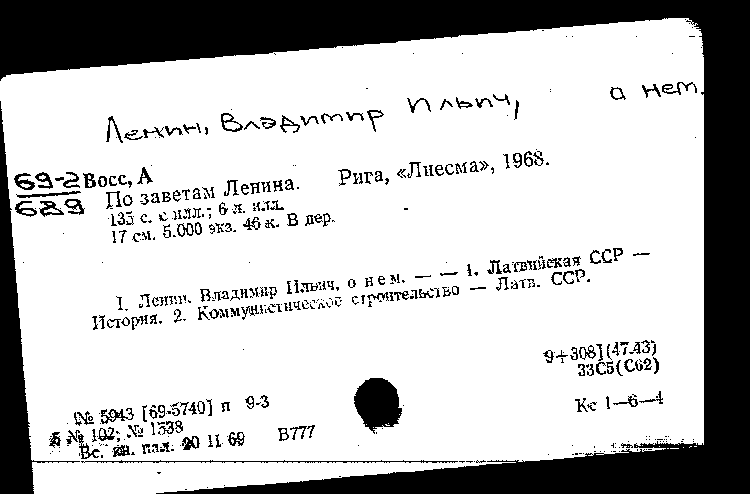 Ленин, Владимир Ильич, о нем.
69-2 Восс, А
689 По заветам Ленина. Рига, «Лиесма», 1968.
135 с. с илл.; 6 л. илл.
17 см. 5.000 экз. 46 к. В пер.
1. Ленин, Владимир Ильич, о нем. — — 1. Латвийская ССР —
История. 2. Коммунистическое строительство — Латв. ССР.
9+308](47.43)
33С5(С62)
№ 5943 [69-5740] п 9-3
Кс 1—6—4
Б № 102; № 1538
Вс. кн. пал. 20 II 69 В777